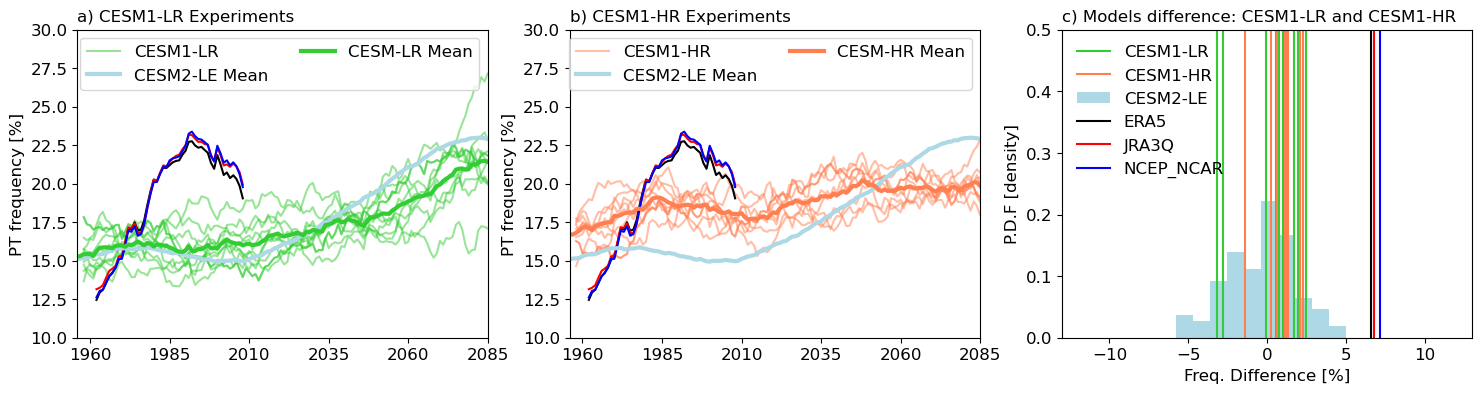 a) CESM1-LR Experiments
PT frequency [%]
30.0
27.5
25.0
22.5
20.0
17.5
15.0
12.5
10.0
CESM1-LR
CESM2-LE Mean
CESM-LR Mean
1960
1985
2010
2035
2060
2085
b) CESM1-HR Experiments
PT frequency [%]
30.0
27.5
25.0
22.5
20.0
17.5
15.0
12.5
10.0
CESM1-HR
CESM2-LE Mean
CESM-HR Mean
1960
1985
2010
2035
2060
2085
c) Models difference: CESM1-LR and CESM1-HR
P.D.F [density]
0.5
0.4
0.3
0.2
0.1
0.0
CESM1-LR
CESM1-HR
CESM2-LE
ERA5
JRA3Q
NCEP_NCAR
−10
−5
0
5
10
Freq. Difference [%]